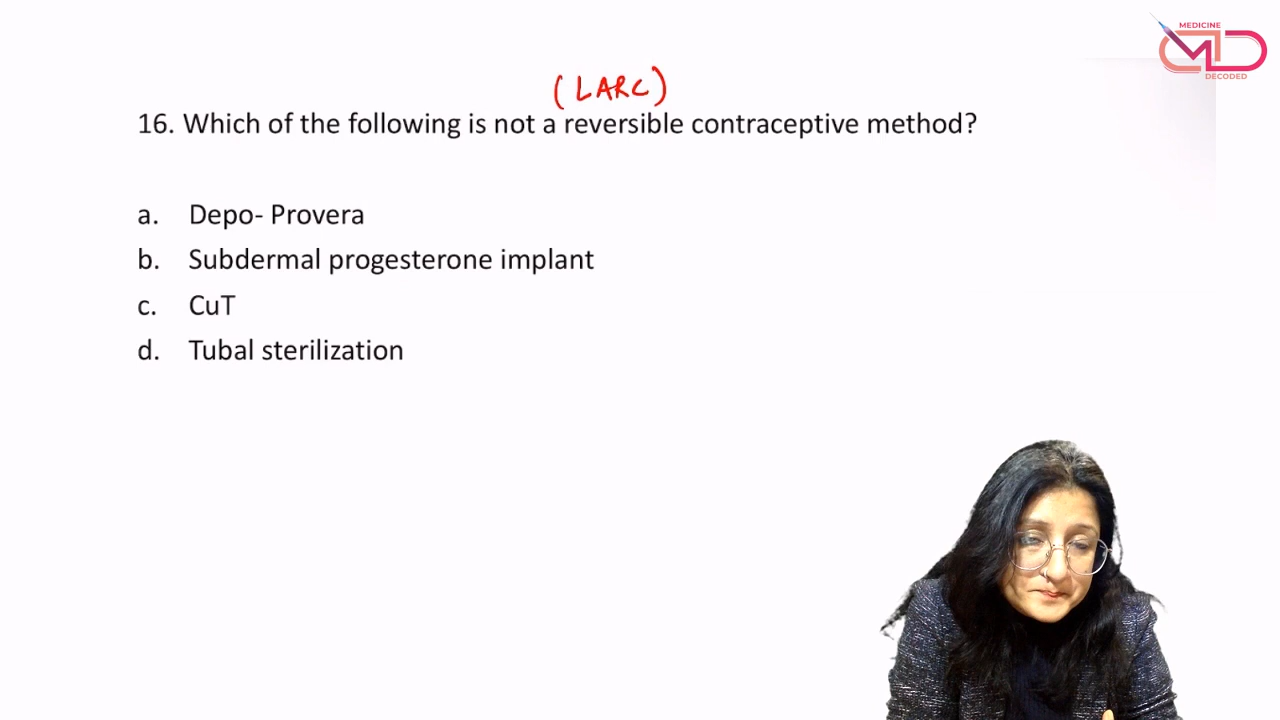 MEDICINE
MD
DECODED
(LARC)
16. Which of the following is not a reversible contraceptive method?
a. Depo- Provera
b. Subdermal progesterone implant
c. CuT
d. Tubal sterilization